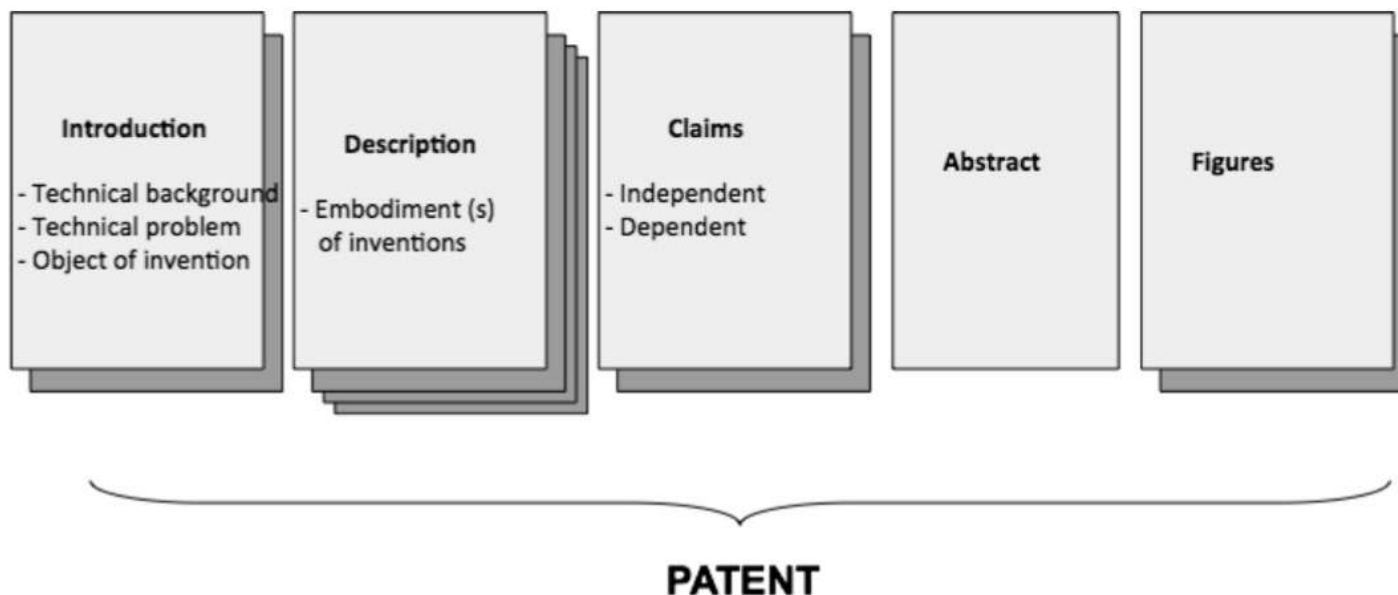 Introduction
- Technical background
- Technical problem
- Object of invention
Description
- Embodiment (s)
of inventions
Claims
- Independent
- Dependent
Abstract
Figures
PATENT